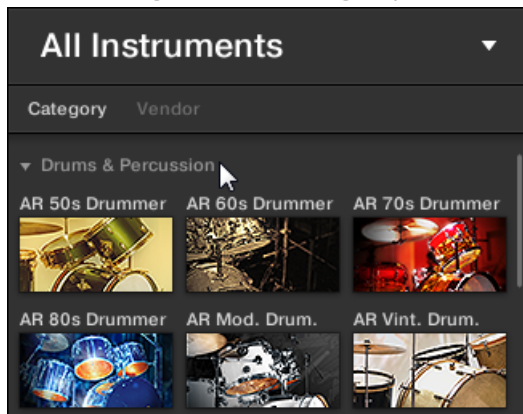 All Instruments
Category Vendor
Drums & Percussion
AR 50s Drummer AR 60s Drummer AR 70s Drummer
AR 80s Drummer AR Mod. Drum. AR Vint. Drum.